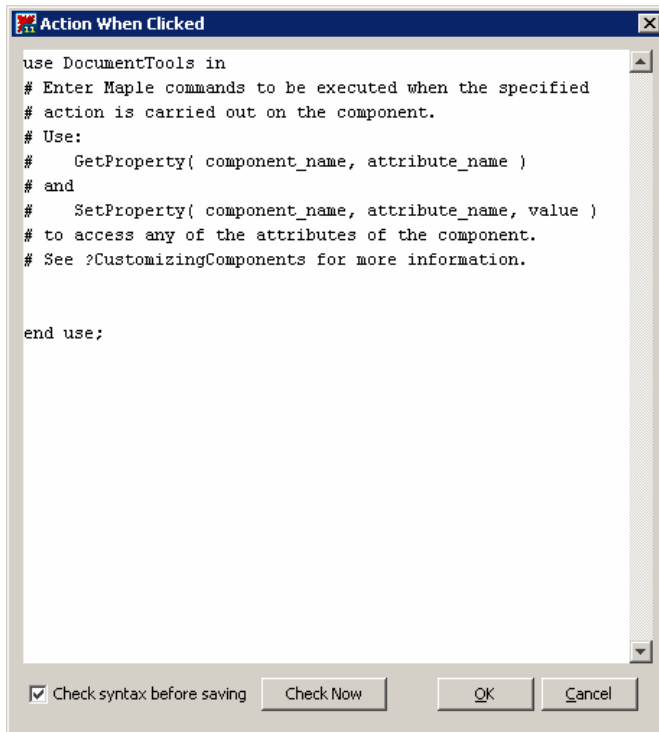 Action When Clicked
use DocumentTools in
# Enter Maple commands to be executed when the specified
# action is carried out on the component.
# Use:
#    GetProperty( component_name, attribute_name )
# and
#    SetProperty( component_name, attribute_name, value )
# to access any of the attributes of the component.
# See ?CustomizingComponents for more information.
end use;
Check syntax before saving Check Now OK Cancel